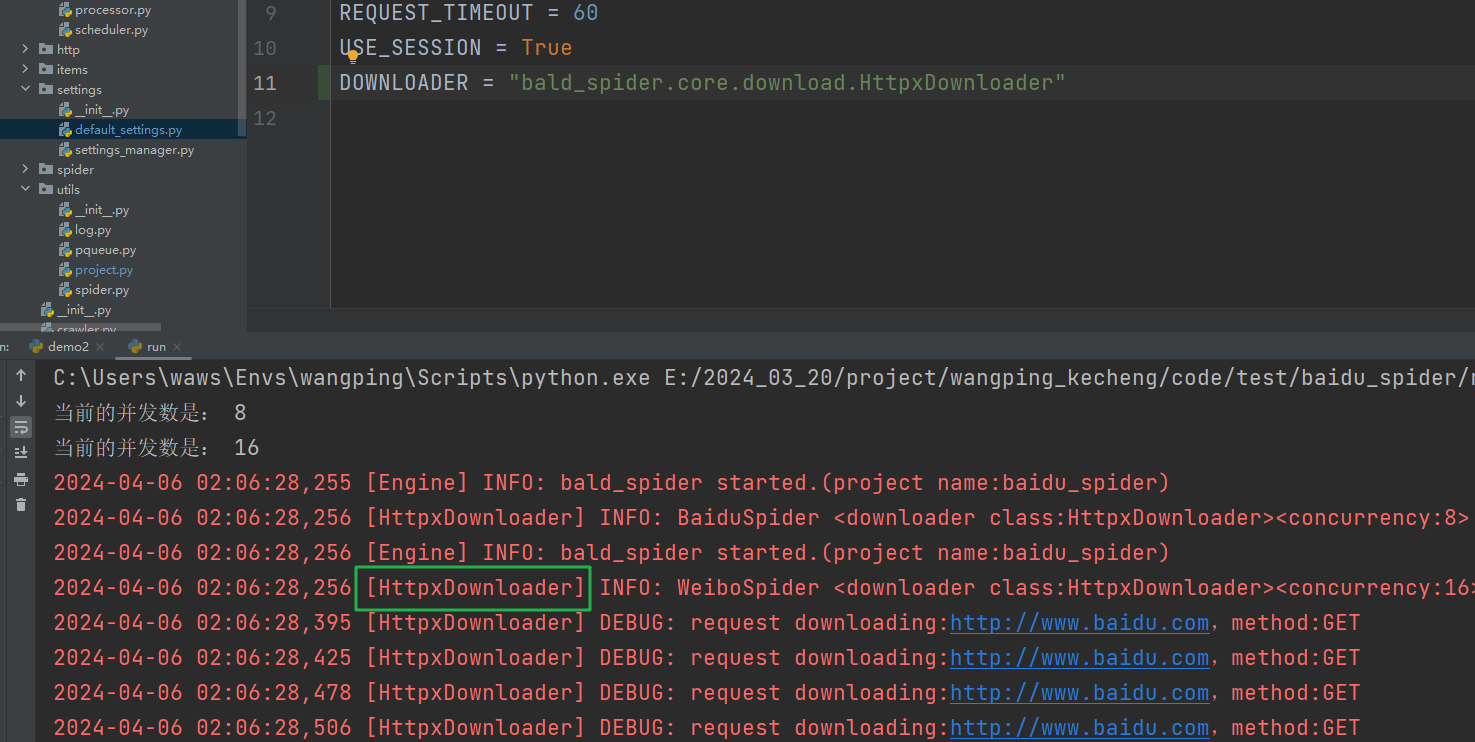 processor.py
scheduler.py
http
items
settings
__init__.py
default_settings.py
settings_manager.py
spider
utils
__init__.py
log.py
pqueue.py
project.py
spider.py
__init__.py
crawler.py
9 REQUEST_TIMEOUT = 60
10 USE_SESSION = True
11 DOWNLOADER = "bald_spider.core.download.HttpxDownloader"
12
n: demo2 run
C:\Users\waws\Envs\wangping\Scripts\python.exe E:/2024_03_20/project/wangping_kecheng/code/test/baidu_spider/r
当前的并发数是： 8
当前的并发数是： 16
2024-04-06 02:06:28,255 [Engine] INFO: bald_spider started.(project name:baidu_spider)
2024-04-06 02:06:28,256 [HttpxDownloader] INFO: BaiduSpider <downloader class:HttpxDownloader><concurrency:8>
2024-04-06 02:06:28,256 [Engine] INFO: bald_spider started.(project name:baidu_spider)
2024-04-06 02:06:28,256 [HttpxDownloader] INFO: WeiboSpider <downloader class:HttpxDownloader><concurrency:16>
2024-04-06 02:06:28,395 [HttpxDownloader] DEBUG: request downloading:http://www.baidu.com，method:GET
2024-04-06 02:06:28,425 [HttpxDownloader] DEBUG: request downloading:http://www.baidu.com，method:GET
2024-04-06 02:06:28,478 [HttpxDownloader] DEBUG: request downloading:http://www.baidu.com，method:GET
2024-04-06 02:06:28,506 [HttpxDownloader] DEBUG: request downloading:http://www.baidu.com，method:GET